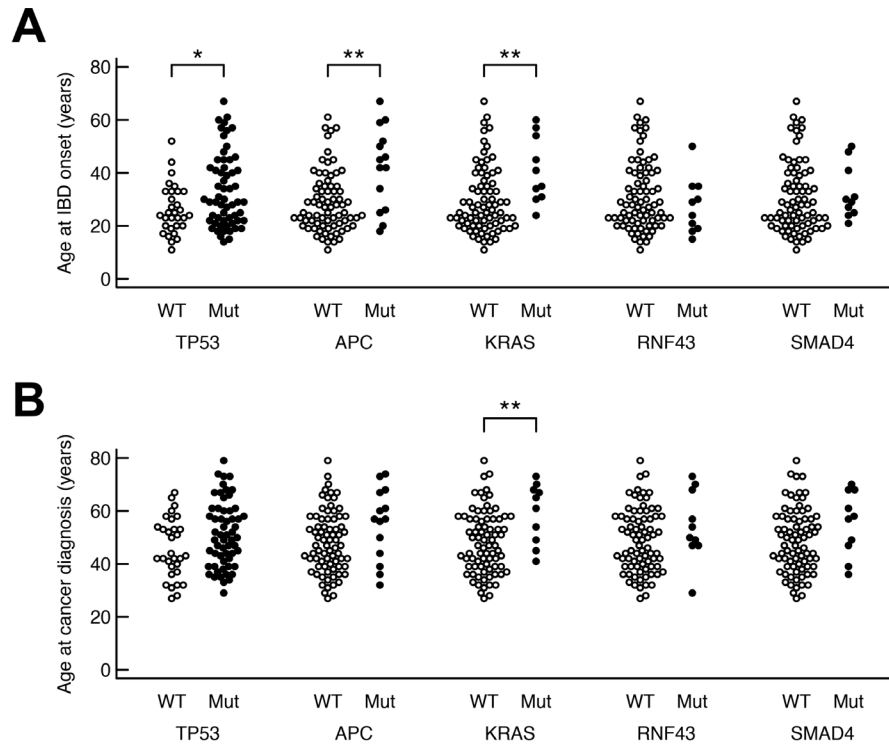 A
* ** **
Age at IBD onset (years)
80
60
40
20
0
WT Mut WT Mut WT Mut WT Mut WT Mut
TP53 APC KRAS RNF43 SMAD4
B
**
Age at cancer diagnosis (years)
80
60
40
20
0
WT Mut WT Mut WT Mut WT Mut WT Mut
TP53 APC KRAS RNF43 SMAD4